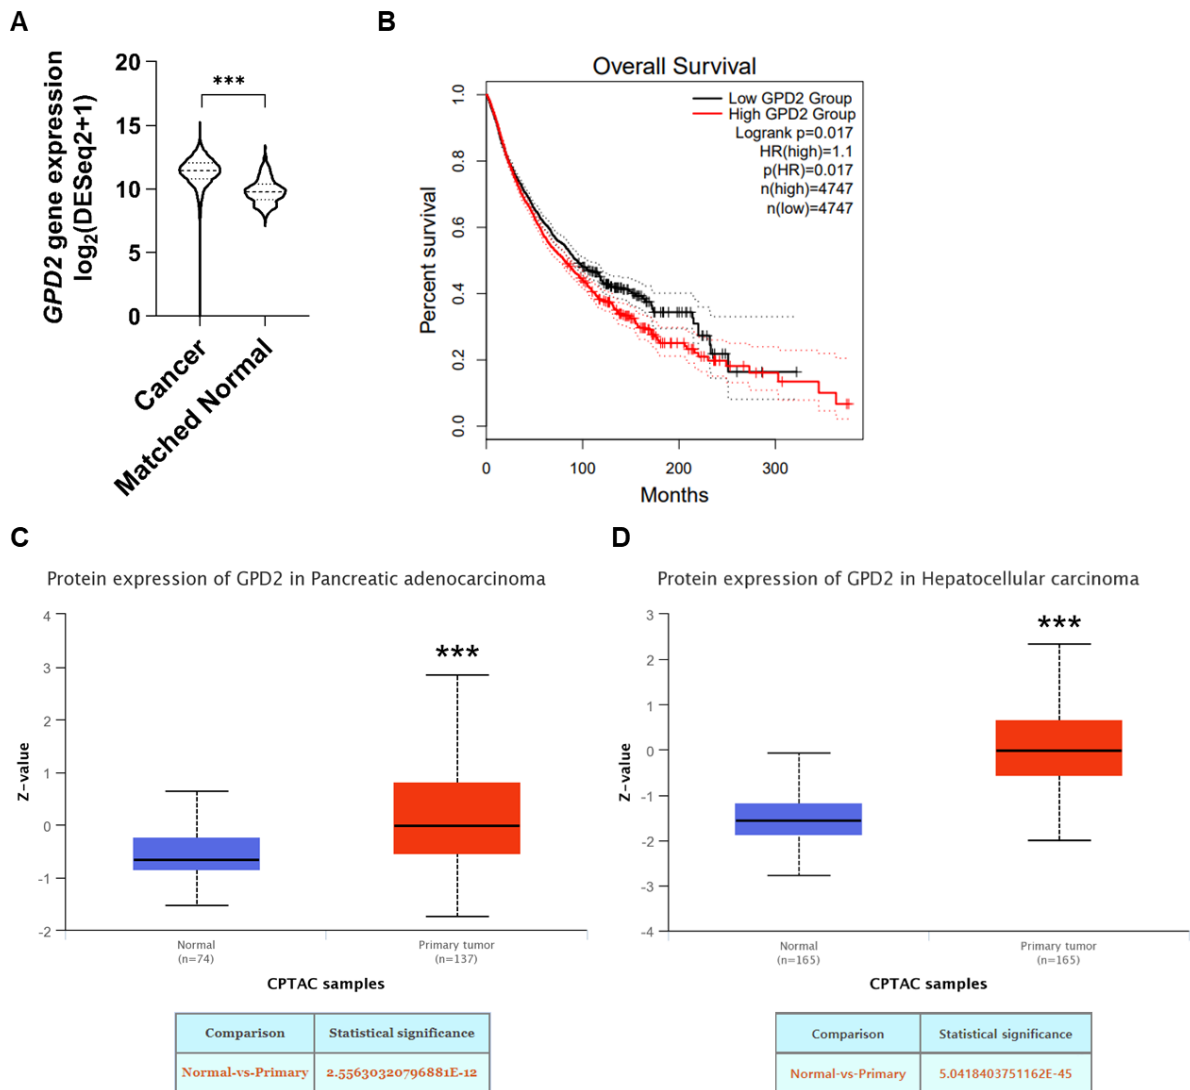 A
GPD2 gene expression
log2(DESeq2+1)
20
15
10
5
0
***
Cancer
Matched Normal
B
Overall Survival
Percent survival
1.0
0.8
0.6
0.4
0.2
0.0
Low GPD2 Group
High GPD2 Group
Logrank p=0.017
HR(high)=1.1
p(HR)=0.017
n(high)=4747
n(low)=4747
0 100 200 300
Months
C
Protein expression of GPD2 in Pancreatic adenocarcinoma
Z-value
4
3
2
1
0
-1
-2
***
Normal
(n=74)
Primary tumor
(n=137)
CPTAC samples
Comparison Statistical significance
Normal-vs-Primary 2.55630320796881E-12
D
Protein expression of GPD2 in Hepatocellular carcinoma
Z-value
3
2
1
0
-1
-2
-3
-4
***
Normal
(n=165)
Primary tumor
(n=165)
CPTAC samples
Comparison Statistical significance
Normal-vs-Primary 5.0418403751162E-45